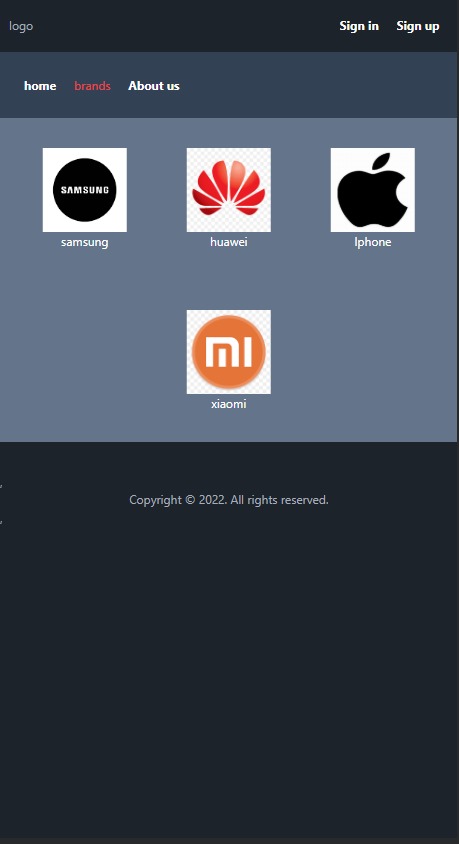 logo Sign in Sign up
home brands About us
SAMSUNG
samsung huawei Iphone
MI
xiaomi
,
Copyright © 2022. All rights reserved.
,